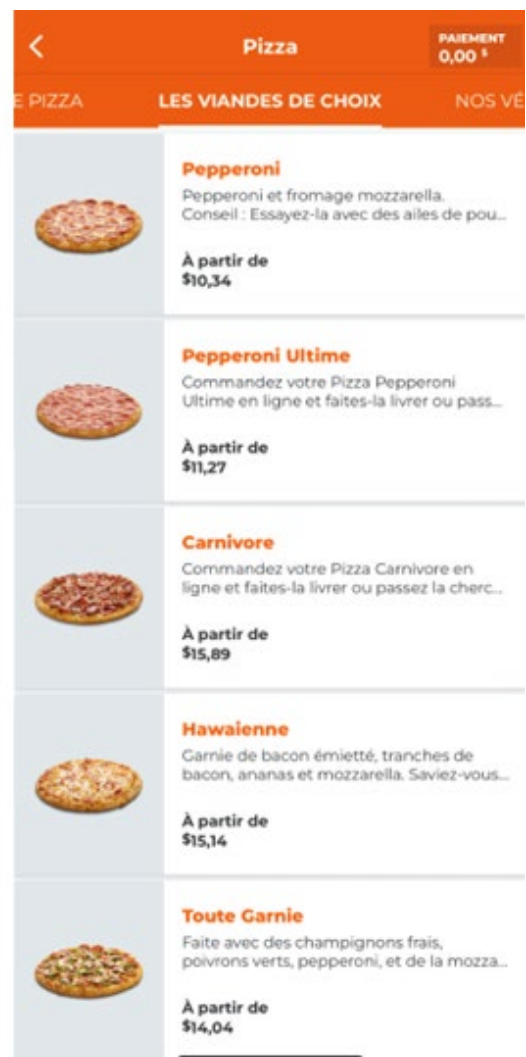 Pizza
PAIEMENT
0,00 $
E PIZZA
LES VIANDES DE CHOIX
NOS VÉ
Pepperoni
Pepperoni et fromage mozzarella.
Conseil : Essayez-la avec des ailes de pou...
À partir de
$10,34
Pepperoni Ultime
Commandez votre Pizza Pepperoni
Ultime en ligne et faites-la livrer ou pass...
À partir de
$11,27
Carnivore
Commandez votre Pizza Carnivore en
ligne et faites-la livrer ou passez la cherc...
À partir de
$15,89
Hawaienne
Garnie de bacon émietté, tranches de
bacon, ananas et mozzarella. Saviez-vous...
À partir de
$15,14
Toute Garnie
Faite avec des champignons frais,
poivrons verts, pepperoni, et de la mozza...
À partir de
$14,04